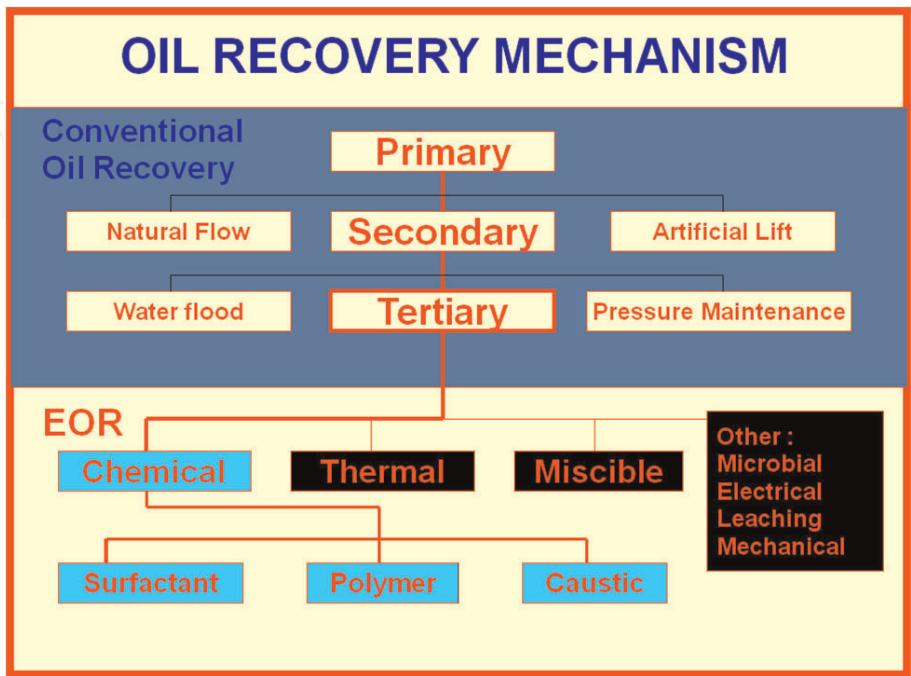 OIL RECOVERY MECHANISM
Conventional
Oil Recovery
Primary
Natural Flow
Secondary
Artificial Lift
Water flood
Tertiary
Pressure Maintenance
EOR
Chemical
Thermal
Miscible
Other :
Microbial
Electrical
Leaching
Mechanical
Surfactant
Polymer
Caustic